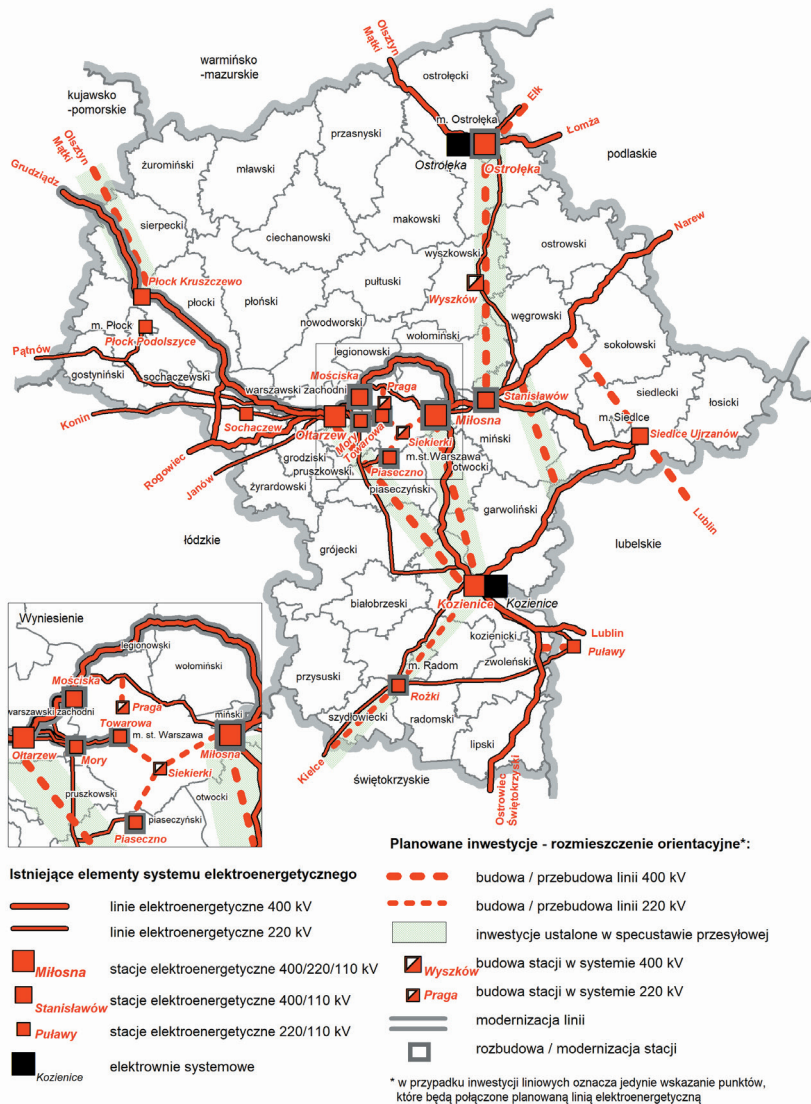 Olsztyn
Mątki
warmińsko
-mazurskie
kujawsko
-pomorskie
ostrołęcki
m. Ostrołęka
Ełk
Łomża
Ostrołęka
Ostrołęka
podlaskie
przasnyski
Olsztyn
Mątki
Grudziądz
żuromiński
mławski
sierpecki
ciechanowski
makowski
Narew
ostrowski
wyszkowski
Płock Kruszczewo
płocki
płoński
pułtuski
Wyszków
węgrowski
m. Płock
Płock Podolszyce
nowodworski
wołomiński
sokołowski
Pątnów
gostyniński
sochaczewski
legionowski
Mościska
Praga
warszawski zachodni
Stanisławów
siedlecki
łosicki
Konin
Sochaczew
Ołtarzew
Mory
Towarowa
Siekierki
Miłosna
m. Siedlce
Siedlce Ujrzanów
miński
Rogowiec
Janów
grodziski
pruszkowski
Piaseczno
m.st.Warszawa
otwocki
żyrardowski
piaseczyński
garwoliński
Lublin
łódzkie
lubelskie
grójecki
Kozienice
Kozienice
białobrzeski
Lublin
kozienicki
Puławy
zwoleński
m. Radom
przysuski
Rożki
szydłowiecki
radomski
lipski
Kielce
świętokrzyskie
Ostrowiec
Świętokrzyski
Wyniesienie
legionowski
wołomiński
Mościska
Praga
warszawski zachodni
Towarowa
miński
m. st. Warszawa
Ołtarzew
Mory
Miłosna
Siekierki
pruszkowski
otwocki
piaseczyński
Piaseczno
Istniejące elementy systemu elektroenergetycznego
linie elektroenergetyczne 400 kV
linie elektroenergetyczne 220 kV
Miłosna stacje elektroenergetyczne 400/220/110 kV
Stanisławów stacje elektroenergetyczne 400/110 kV
Puławy stacje elektroenergetyczne 220/110 kV
Kozienice elektrownie systemowe
Planowane inwestycje - rozmieszczenie orientacyjne*:
budowa / przebudowa linii 400 kV
budowa / przebudowa linii 220 kV
inwestycje ustalone w specustawie przesyłowej
Wyszków budowa stacji w systemie 400 kV
Praga budowa stacji w systemie 220 kV
modernizacja linii
rozbudowa / modernizacja stacji
* w przypadku inwestycji liniowych oznacza jedynie wskazanie punktów,
które będą połączone planowaną linią elektroenergetyczną